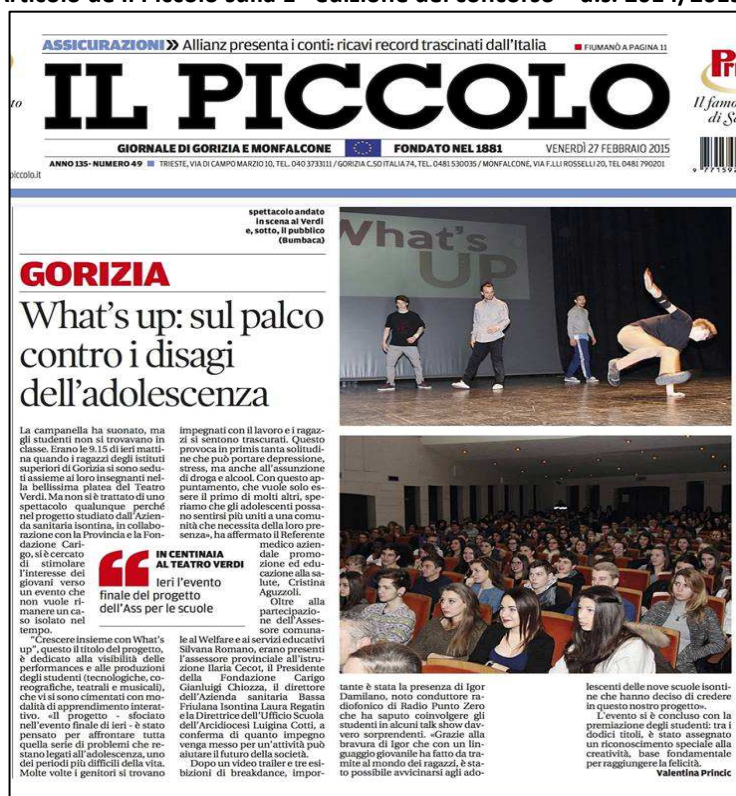 Articolo de Il Piccolo sulla 1^ edizione del concorso – a.s. 2014/2015
ASSICURAZIONI» Allianz presenta i conti: ricavi record trascinati dall'Italia
■ FIUMANÒ A PAGINA 11
IL PICCOLO
GIORNALE DI GORIZIA E MONFALCONE
FONDATO NEL 1881
VENERDÌ 27 FEBBRAIO 2015
ANNO 135- NUMERO 49 ■ TRIESTE, VIA DI CAMPO MARZIO 10, TEL. 040 3733111 / GORIZIA C.SO ITALIA 74, TEL. 0481 530035 / MONFALCONE, VIA F.LLI ROSSELLI 20, TEL 0481 790201
to
piccolo.it
Pri
Il famo
di S
9 771592
spettacolo andato
in scena al Verdi
e, sotto, il pubblico
(Bumbaca)
What's
UP
GORIZIA
What's up: sul palco
contro i disagi
dell'adolescenza
La campanella ha suonato, ma
gli studenti non si trovavano in
classe. Erano le 9.15 di ieri matti-
na quando i ragazzi degli istituti
superiori di Gorizia si sono sedu-
ti assieme ai loro insegnanti nel-
la bellissima platea del Teatro
Verdi. Ma non si è trattato di uno
spettacolo qualunque perché
nel progetto studiato dall'Azien-
da sanitaria isontina, in collabo-
razione con la Provincia e la Fon-
dazione Cari-
go, si è cercato
di stimolare
l'interesse dei
giovani verso
un evento che
non vuole ri-
manere un ca-
so isolato nel
tempo.
"Crescere insieme con What's
up", questo il titolo del progetto,
è dedicato alla visibilità delle
performances e alle produzioni
degli studenti (tecnologiche, co-
reografiche, teatrali e musicali),
che vi si sono cimentati con mo-
dalità di apprendimento interat-
tivo. «Il progetto - sfociato
nell'evento finale di ieri - è stato
pensato per affrontare tutta
quella serie di problemi che re-
stano legati all'adolescenza, uno
dei periodi più difficili della vita.
Molte volte i genitori si trovano
IN CENTINAIA
AL TEATRO VERDI
Ieri l'evento
finale del progetto
dell'Ass per le scuole
impegnati con il lavoro e i ragaz-
zi si sentono trascurati. Questo
provoca in primis tanta solitudi-
ne che può portare depressione,
stress, ma anche all'assunzione
di droga e alcool. Con questo ap-
puntamento, che vuole solo es-
sere il primo di molti altri, spe-
riamo che gli adolescenti possa-
no sentirsi più uniti a una comu-
nità che necessita della loro pre-
senza», ha affermato il Referente
medico azien-
dale promo-
zione ed edu-
cazione alla sa-
lute, Cristina
Aguzzoli.
Oltre alla
partecipazio-
ne dell'Asses-
sore comuna-
le al Welfare e ai servizi educativi
Silvana Romano, erano presenti
l'assessore provinciale all'istru-
zione Ilaria Cecot, il Presidente
della Fondazione Carigo
Gianluigi Chiozza, il direttore
dell'Azienda sanitaria Bassa
Friulana Isontina Laura Regatin
e la Direttrice dell'Ufficio Scuola
dell'Arcidiocesi Luigina Coti, a
conferma di quanto impegno
venga messo per un'attività può
aiutare il futuro della società.
Dopo un video trailer e tre esi-
bizioni di breakdance, impor-
tante è stata la presenza di Igor
Damilano, noto conduttore ra-
diofonico di Radio Punto Zero
che ha saputo coinvolgere gli
studenti in alcuni talk show dav-
vero sorprendenti. «Grazie alla
bravura di Igor che con un lin-
guaggio giovanile ha fatto da tra-
mite al mondo dei ragazzi, è sta-
to possibile avvicinarsi agli ado-
lescenti delle nove scuole isonti-
ne che hanno deciso di credere
in questo nostro progetto».
L'evento si è concluso con la
premiazione degli studenti: tra i
dodici titoli, è stato assegnato
un riconoscimento speciale alla
creatività, base fondamentale
per raggiungere la felicità.
Valentina Princic